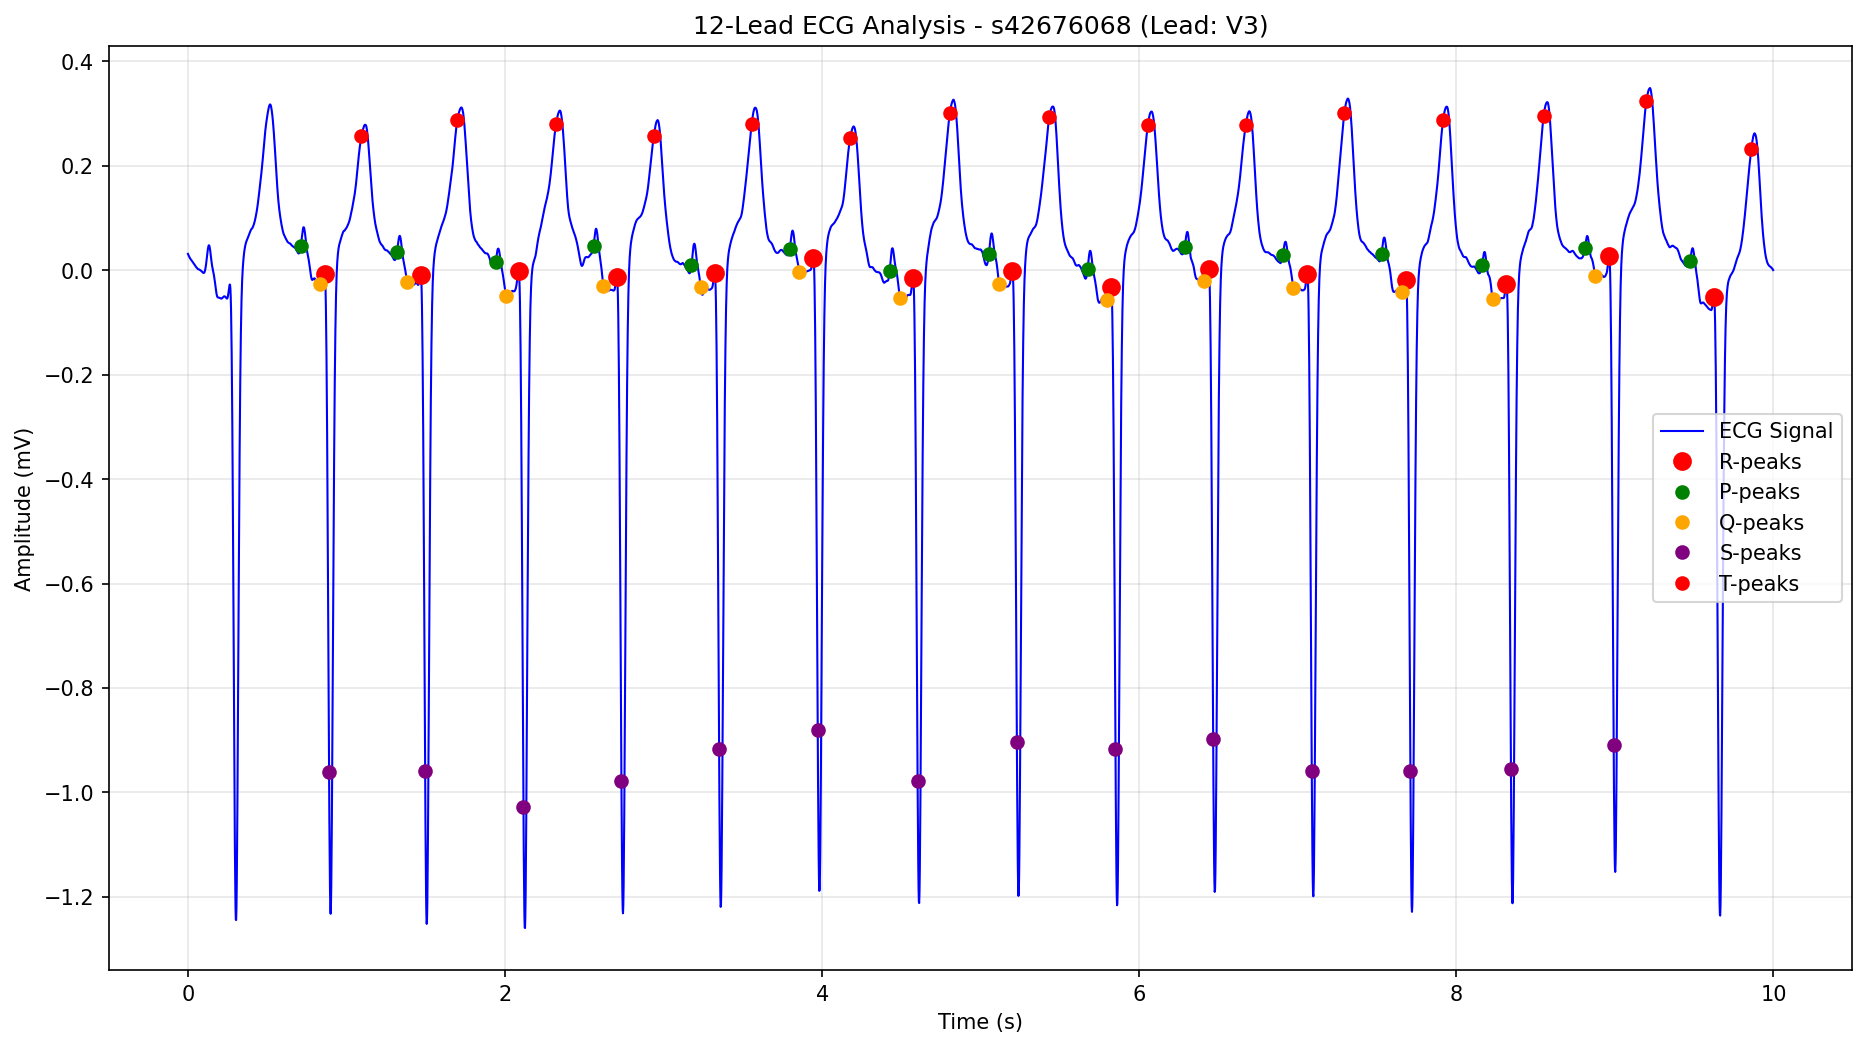 12-Lead ECG Analysis - s42676068 (Lead: V3)
0.4
0.2
0.0
−0.2
−0.4
−0.6
−0.8
−1.0
−1.2
Amplitude (mV)
ECG Signal
R-peaks
P-peaks
Q-peaks
S-peaks
T-peaks
0 2 4 6 8 10
Time (s)